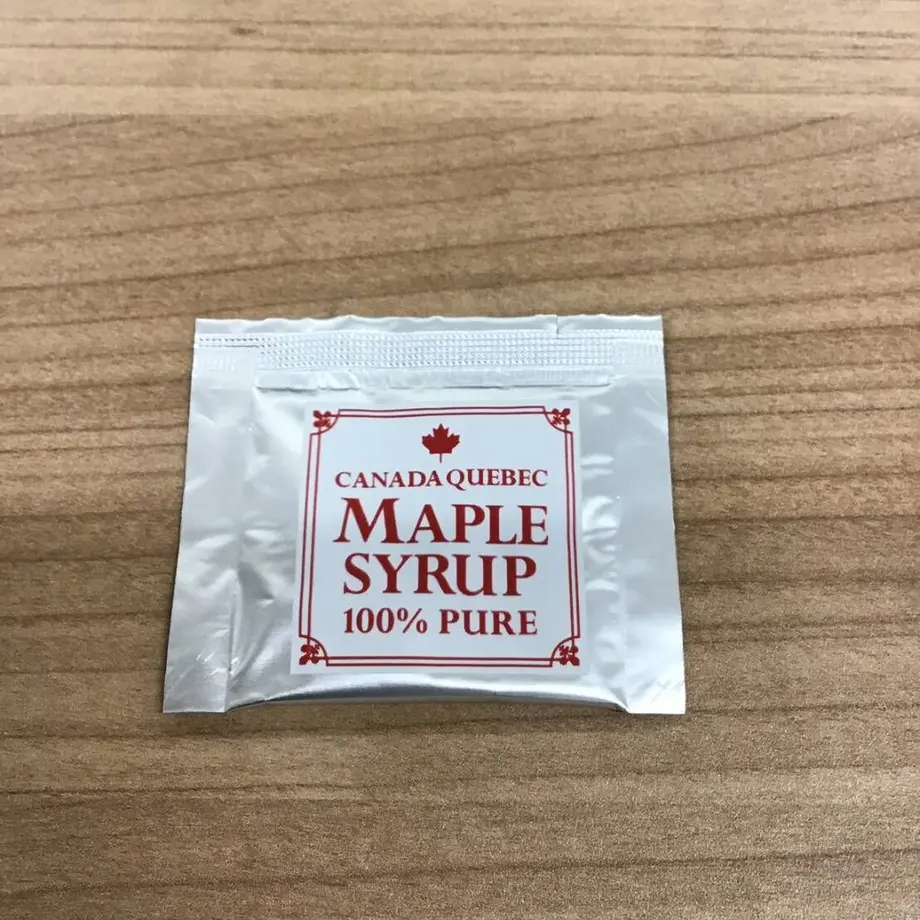 CANADA QUEBEC
MAPLE
SYRUP
100% PURE